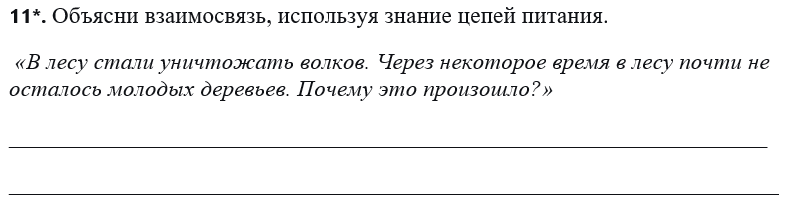 11*. Объясни взаимосвязь, используя знание цепей питания.
«В лесу стали уничтожать волков. Через некоторое время в лесу почти не
осталось молодых деревьев. Почему это произошло?»